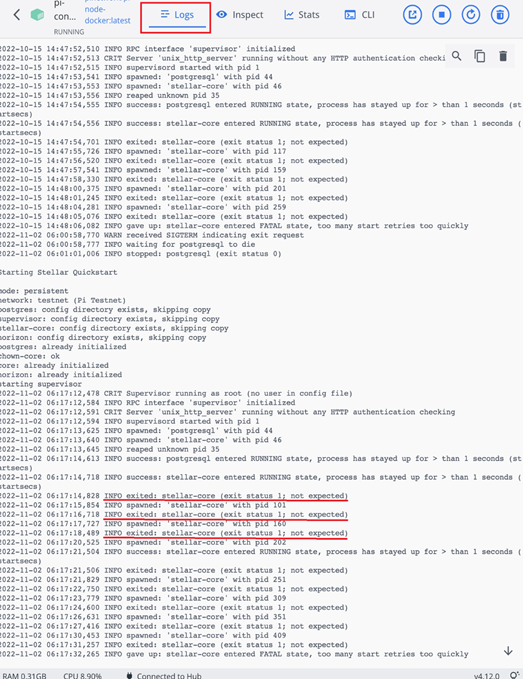 pi-
con...
node-
docker:latest
RUNNING
Logs
Inspect
Stats
CLI
2022-10-15 14:47:52,510 INFO RPC interface 'supervisor' initialized
2022-10-15 14:47:52,513 CRIT Server 'unix_http_server' running without any HTTP authentication checki
2022-10-15 14:47:52,515 INFO supervisord started with pid 1
2022-10-15 14:47:53,541 INFO spawned: 'postgresql' with pid 44
2022-10-15 14:47:53,553 INFO spawned: 'stellar-core' with pid 46
2022-10-15 14:47:53,556 INFO reaped unknown pid 35
2022-10-15 14:47:54,555 INFO success: postgresql entered RUNNING state, process has stayed up for > than 1 seconds (st
artsecs)
2022-10-15 14:47:54,556 INFO success: stellar-core entered RUNNING state, process has stayed up for > than 1 seconds (
startsecs)
2022-10-15 14:47:54,701 INFO exited: stellar-core (exit status 1; not expected)
2022-10-15 14:47:55,726 INFO spawned: 'stellar-core' with pid 117
2022-10-15 14:47:56,520 INFO exited: stellar-core (exit status 1; not expected)
2022-10-15 14:47:57,541 INFO spawned: 'stellar-core' with pid 159
2022-10-15 14:47:58,330 INFO exited: stellar-core (exit status 1; not expected)
2022-10-15 14:48:00,375 INFO spawned: 'stellar-core' with pid 201
2022-10-15 14:48:01,245 INFO exited: stellar-core (exit status 1; not expected)
2022-10-15 14:48:04,281 INFO spawned: 'stellar-core' with pid 259
2022-10-15 14:48:05,076 INFO exited: stellar-core (exit status 1; not expected)
2022-10-15 14:48:06,082 INFO gave up: stellar-core entered FATAL state, too many start retries too quickly
2022-11-02 06:00:58,770 WARN received SIGTERM indicating exit request
2022-11-02 06:00:58,777 INFO waiting for postgresql to die
2022-11-02 06:01:01,006 INFO stopped: postgresql (exit status 0)
Starting Stellar Quickstart
mode: persistent
network: testnet (Pi Testnet)
postgres: config directory exists, skipping copy
supervisor: config directory exists, skipping copy
stellar-core: config directory exists, skipping copy
horizon: config directory exists, skipping copy
postgres: already initialized
chown-core: ok
core: already initialized
horizon: already initialized
starting supervisor
2022-11-02 06:17:12,478 CRIT Supervisor running as root (no user in config file)
2022-11-02 06:17:12,584 INFO RPC interface 'supervisor' initialized
2022-11-02 06:17:12,591 CRIT Server 'unix_http_server' running without any HTTP authentication checking
2022-11-02 06:17:12,594 INFO supervisord started with pid 1
2022-11-02 06:17:13,625 INFO spawned: 'postgresql' with pid 44
2022-11-02 06:17:13,640 INFO spawned: 'stellar-core' with pid 46
2022-11-02 06:17:13,645 INFO reaped unknown pid 35
2022-11-02 06:17:14,613 INFO success: postgresql entered RUNNING state, process has stayed up for > than 1 seconds (st
artsecs)
2022-11-02 06:17:14,718 INFO success: stellar-core entered RUNNING state, process has stayed up for > than 1 seconds (
startsecs)
2022-11-02 06:17:14,828 INFO exited: stellar-core (exit status 1; not expected)
2022-11-02 06:17:15,854 INFO spawned: 'stellar-core' with pid 101
2022-11-02 06:17:16,718 INFO exited: stellar-core (exit status 1; not expected)
2022-11-02 06:17:17,727 INFO spawned: 'stellar-core' with pid 160
2022-11-02 06:17:18,489 INFO exited: stellar-core (exit status 1; not expected)
2022-11-02 06:17:20,525 INFO spawned: 'stellar-core' with pid 202
2022-11-02 06:17:21,504 INFO success: stellar-core entered RUNNING state, process has stayed up for > than 1 seconds (
startsecs)
2022-11-02 06:17:21,506 INFO exited: stellar-core (exit status 1; not expected)
2022-11-02 06:17:21,829 INFO spawned: 'stellar-core' with pid 251
2022-11-02 06:17:22,750 INFO exited: stellar-core (exit status 1; not expected)
2022-11-02 06:17:23,779 INFO spawned: 'stellar-core' with pid 309
2022-11-02 06:17:24,600 INFO exited: stellar-core (exit status 1; not expected)
2022-11-02 06:17:26,631 INFO spawned: 'stellar-core' with pid 351
2022-11-02 06:17:27,416 INFO exited: stellar-core (exit status 1; not expected)
2022-11-02 06:17:30,453 INFO spawned: 'stellar-core' with pid 409
2022-11-02 06:17:31,257 INFO exited: stellar-core (exit status 1; not expected)
2022-11-02 06:17:32,265 INFO gave up: stellar-core entered FATAL state, too many start retries too quickly
RAM 0.31GB
CPU 8.90%
Connected to Hub
v4.12.0